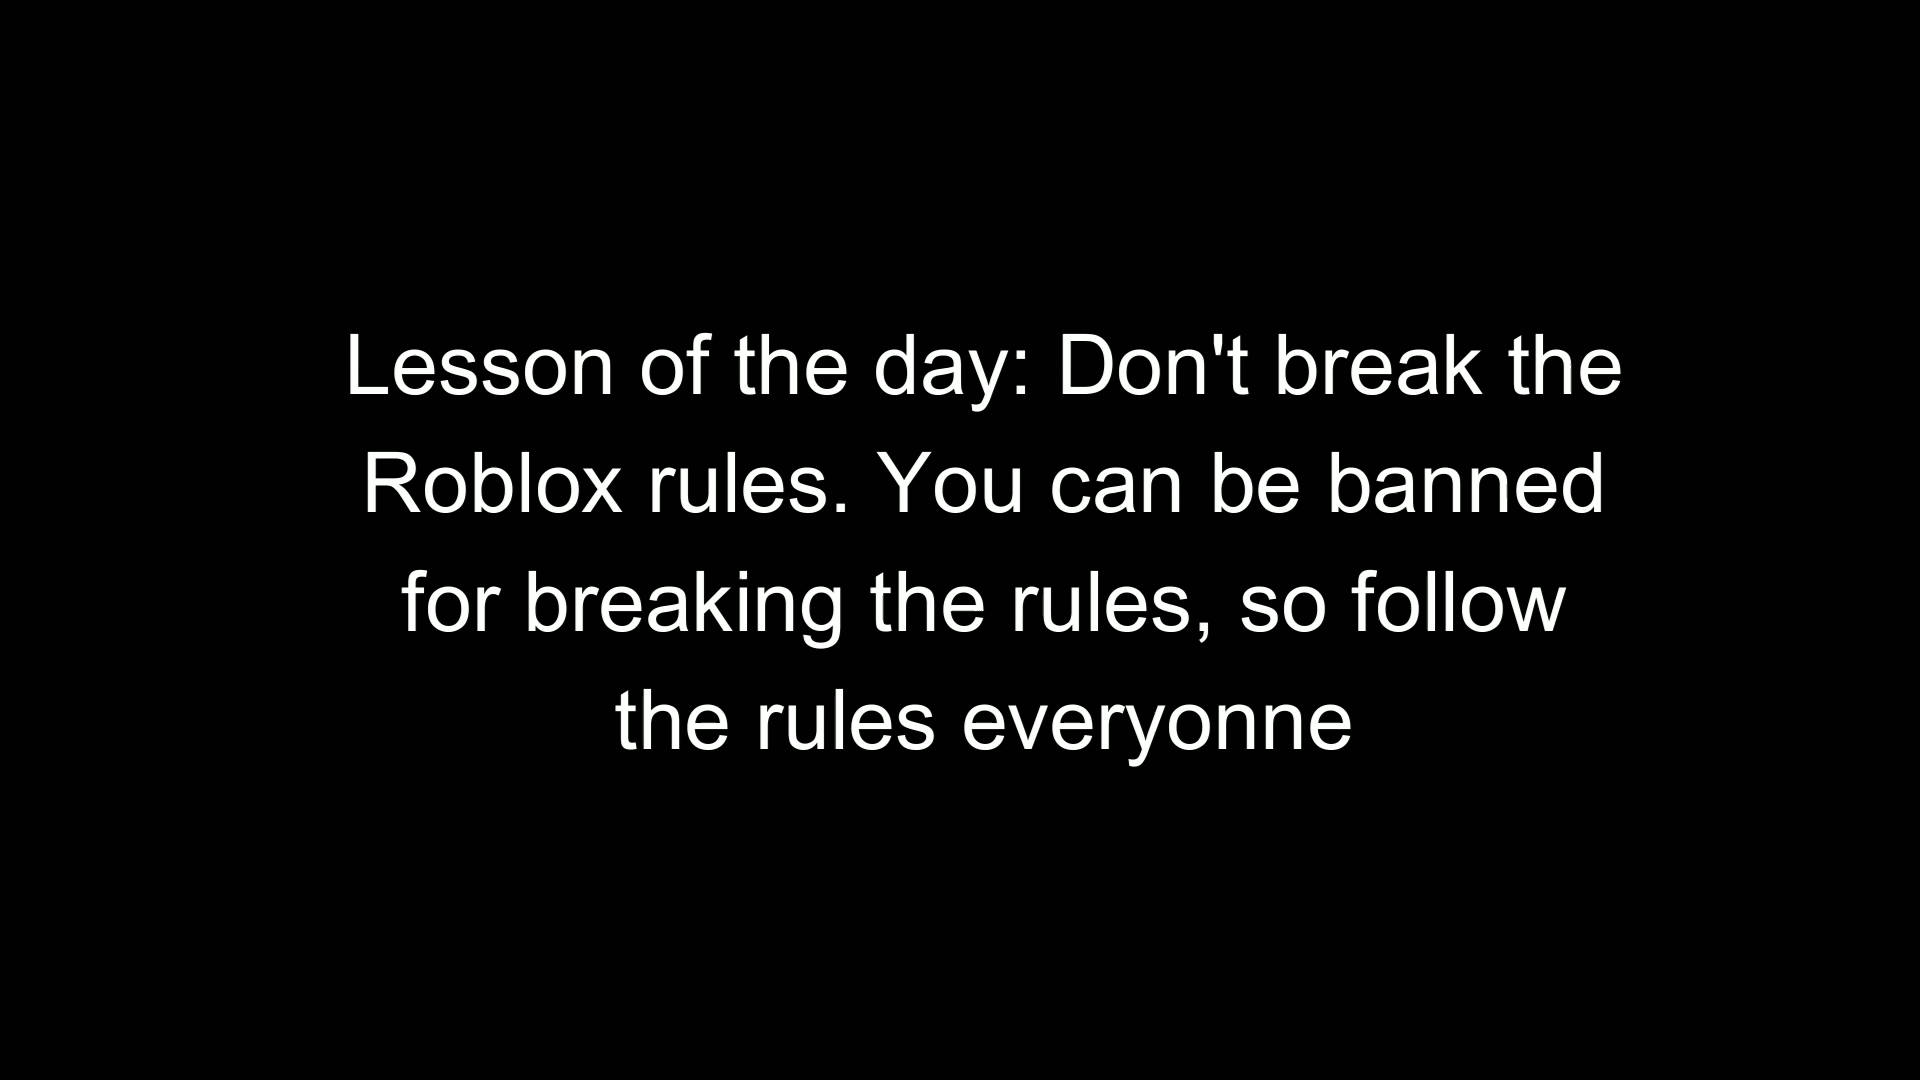 Lesson of the day: Don't break the
Roblox rules. You can be banned
for breaking the rules, so follow
the rules everyonne